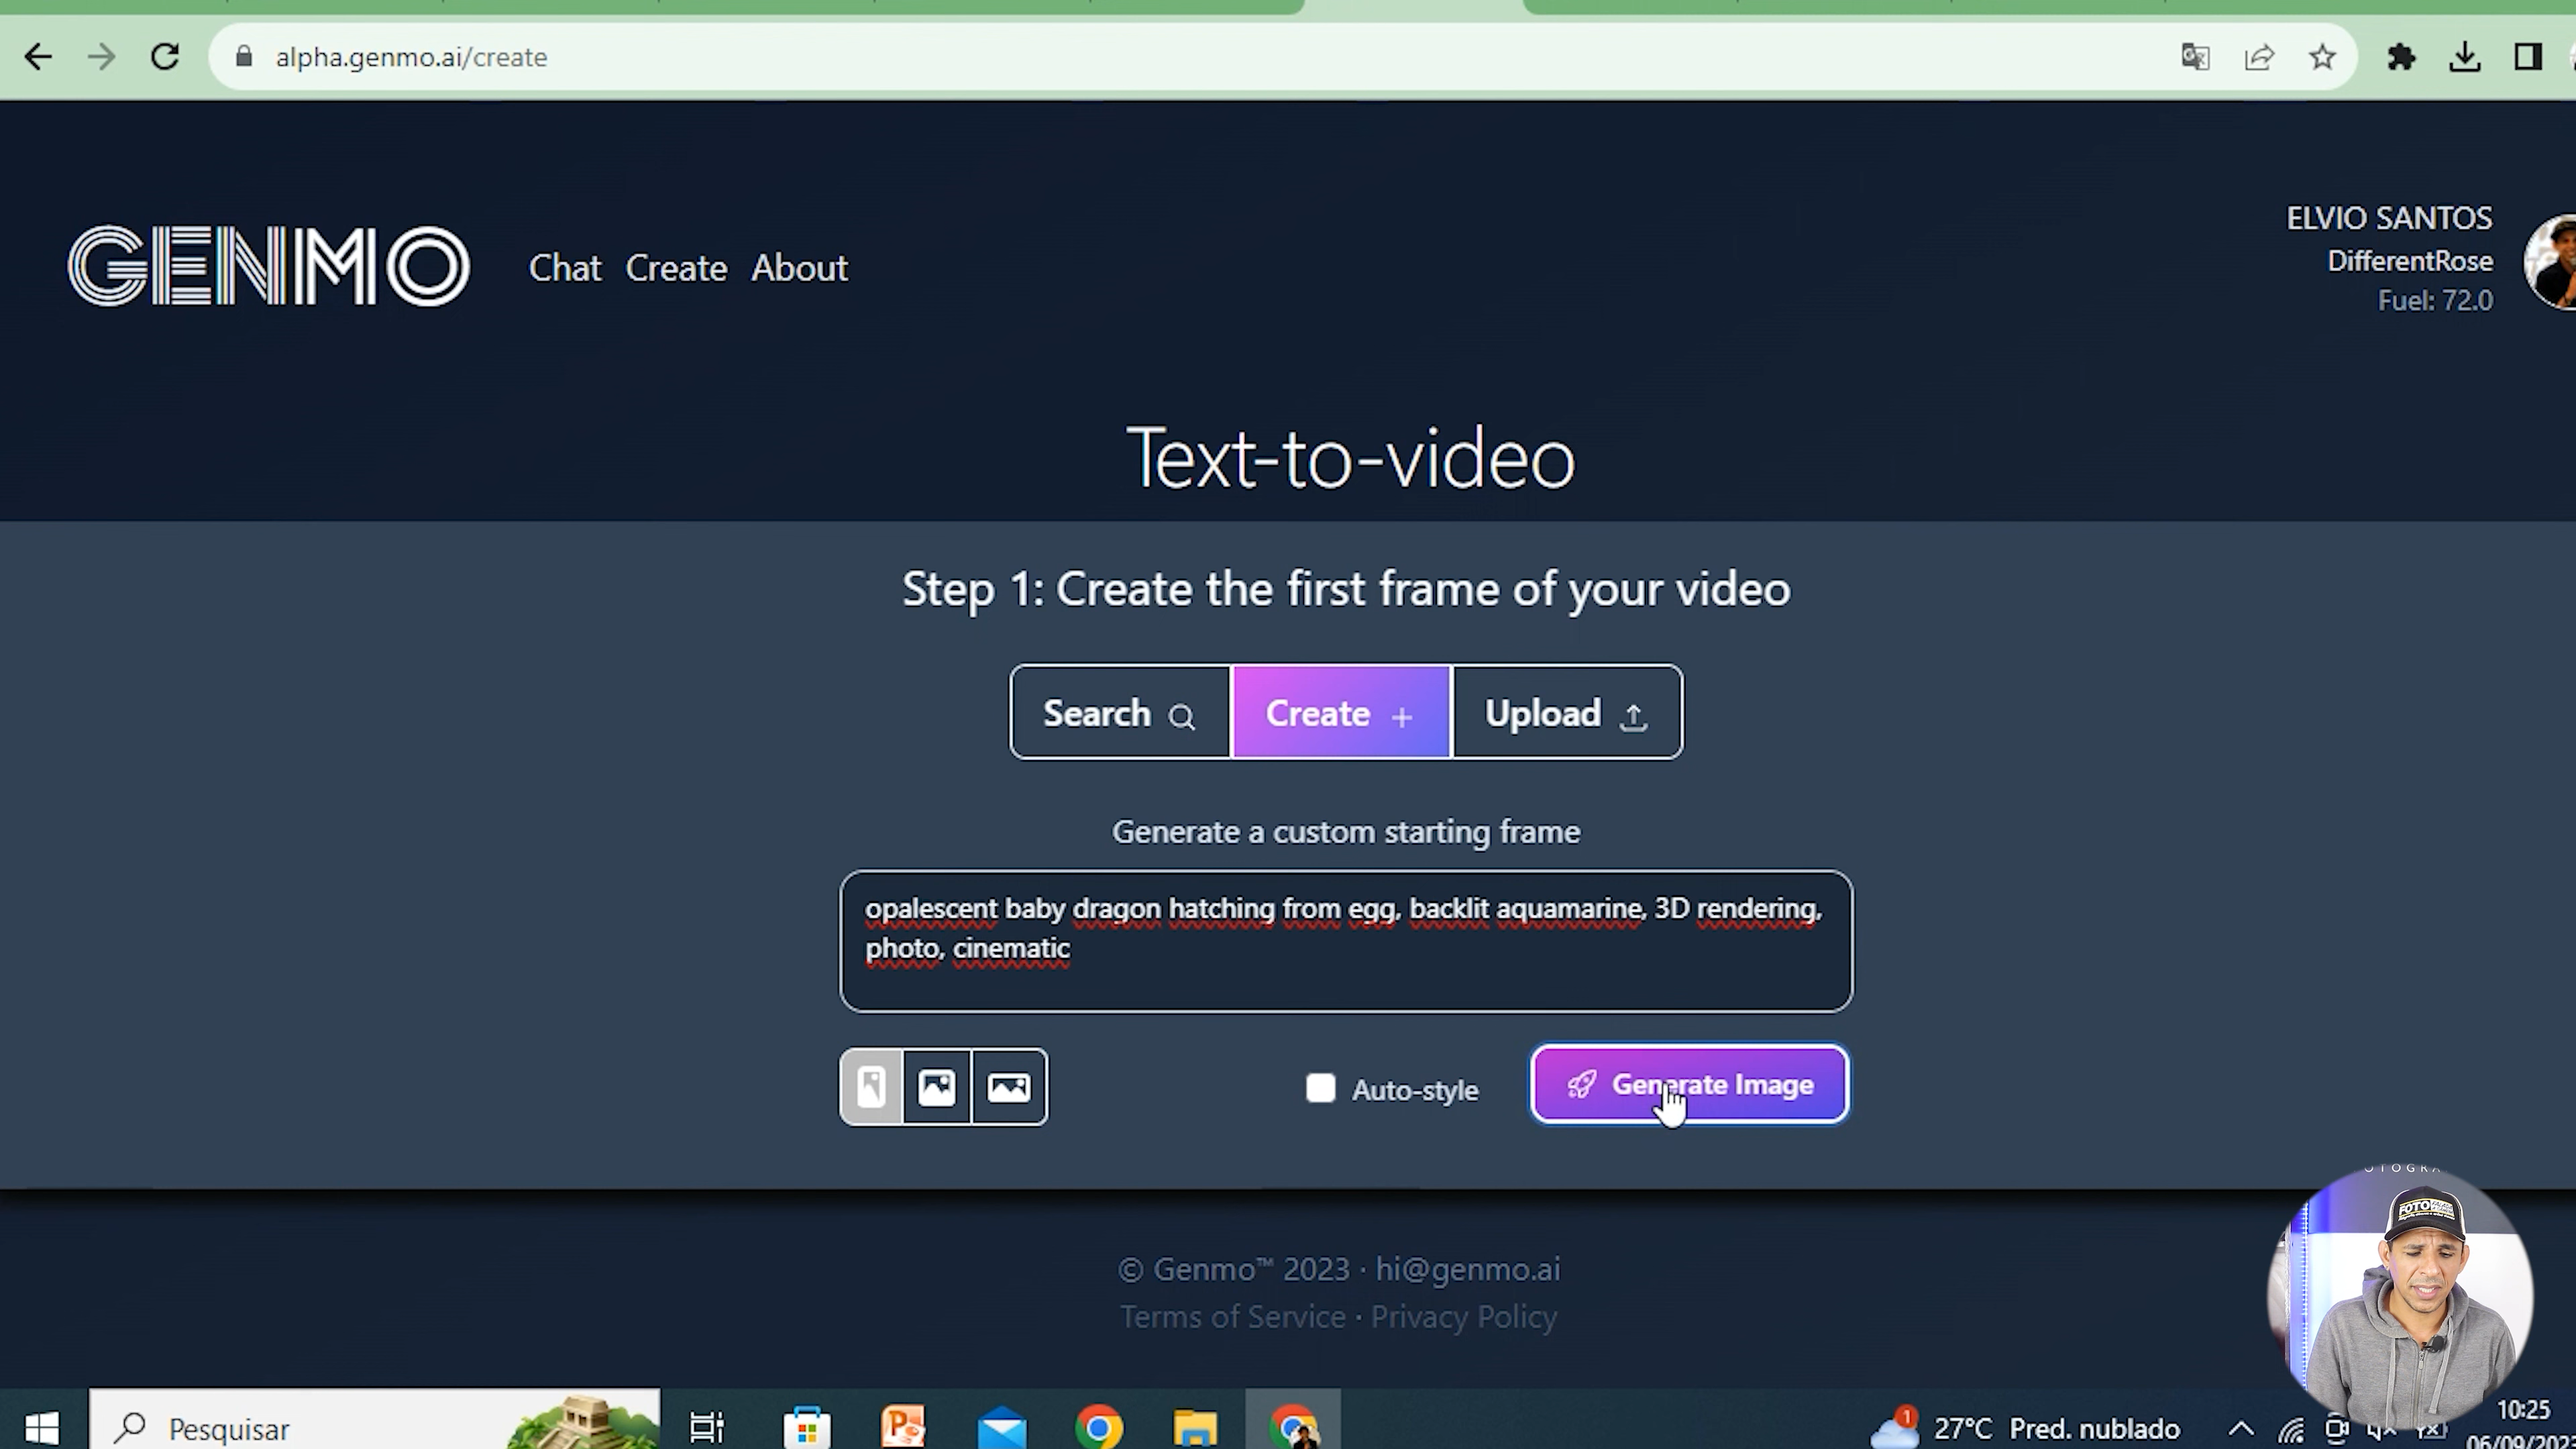 alpha.genmo.ai/create
GENMO
Chat Create About
ELVIO SANTOS
DifferentRose
Fuel: 72.0
Text-to-video
Step 1: Create the first frame of your video
Search
Create +
Upload
Generate a custom starting frame
opalescent baby dragon hatching from egg, backlit aquamarine, 3D rendering,
photo, cinematic
Auto-style
Generate Image
© Genmo™ 2023 · hi@genmo.ai
Terms of Service · Privacy Policy
FOTO
Pesquisar
1
27°C Pred. nublado
10:25